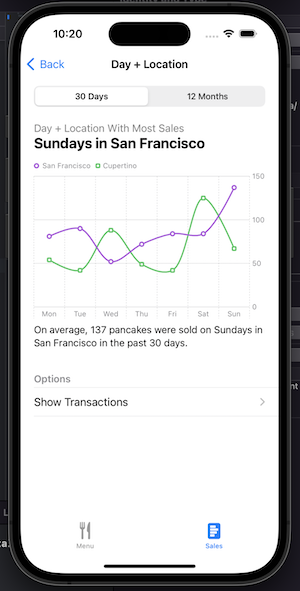 10:20
Back
Day + Location
30 Days
12 Months
Day + Location With Most Sales
Sundays in San Francisco
San Francisco
Cupertino
150
100
50
0
Mon Tue Wed Thu Fri Sat Sun
On average, 137 pancakes were sold on Sundays in
San Francisco in the past 30 days.
Options
Show Transactions
Menu
Sales